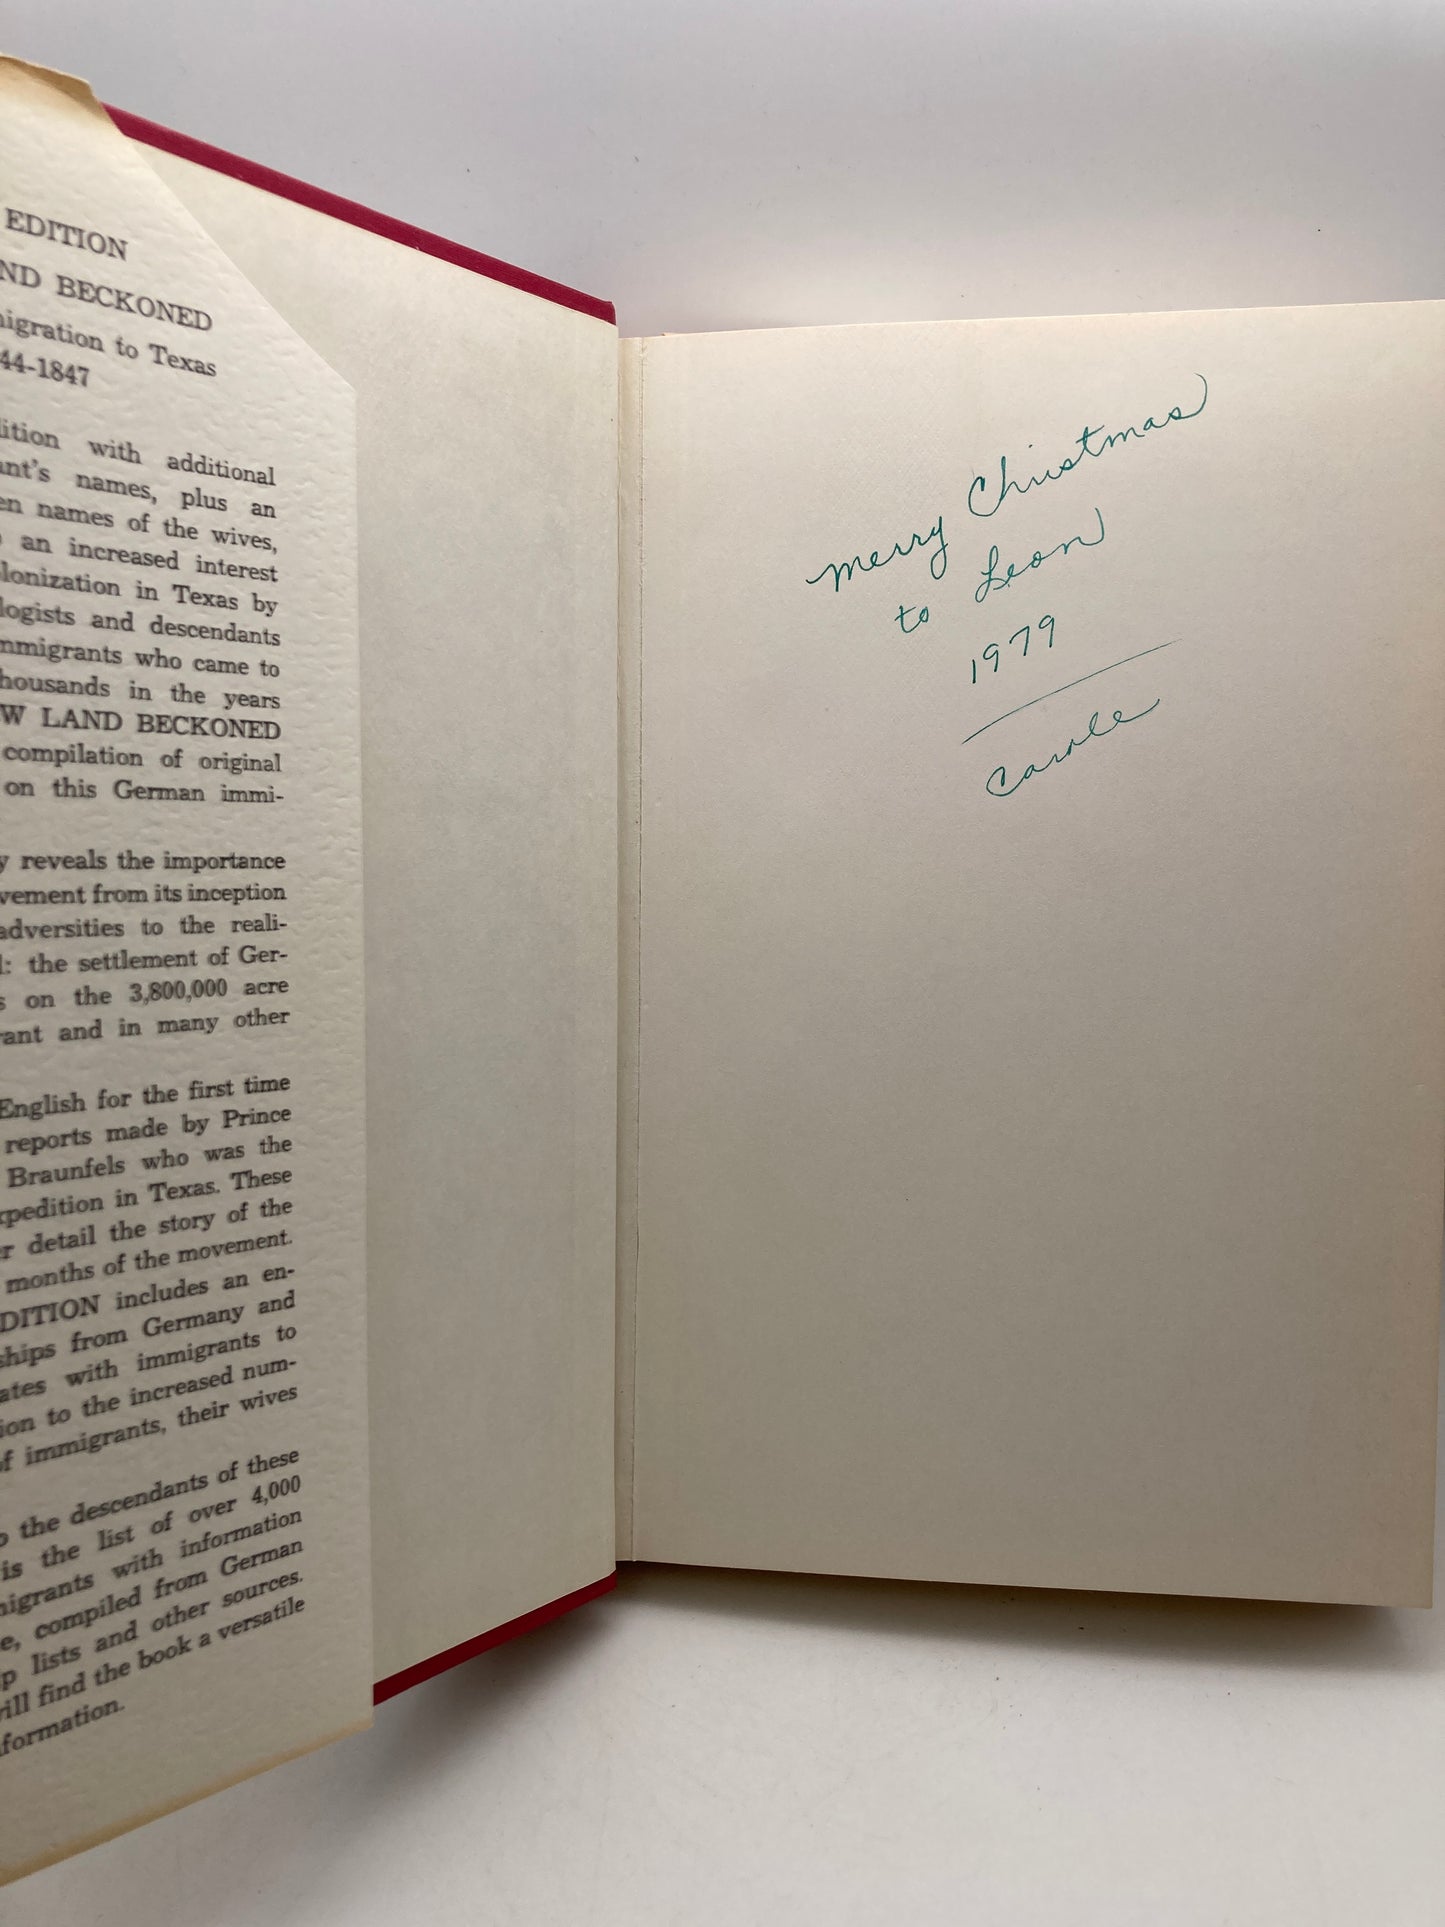 EDITION
ND BECKONED
igration to Texas
44-1847
ition with additional
ant's names, plus an
en names of the wives,
an increased interest
lonization in Texas by
logists and descendants
mmigrants who came to
housands in the years
W LAND BECKONED
compilation of original
on this German immi-
y reveals the importance
vement from its inception
adversities to the reali-
l: the settlement of Ger-
s on the 3,800,000 acre
rant and in many other
English for the first time
reports made by Prince
Braunfels who was the
xpedition in Texas. These
er detail the story of the
months of the movement.
DITION includes an en-
ships from Germany and
ates with immigrants to
ion to the increased num-
of immigrants, their wives
o the descendants of these
is the list of over 4,000
migrants with information
e, compiled from German
p lists and other sources.
will find the book a versatile
formation.
Merry Christmas
to Leon
1979
Carole